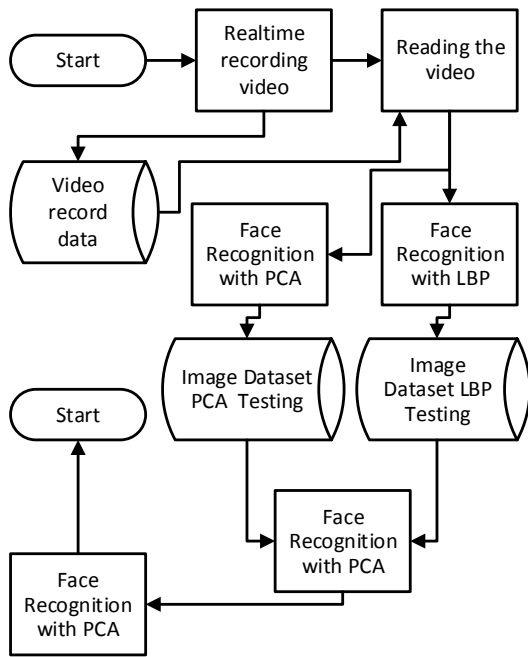 Start
Realtime
recording
video
Reading the
video
Video
record
data
Face
Recognition
with PCA
Face
Recognition
with LBP
Image Dataset
PCA Testing
Image
Dataset LBP
Testing
Start
Face
Recognition
with PCA
Face
Recognition
with PCA